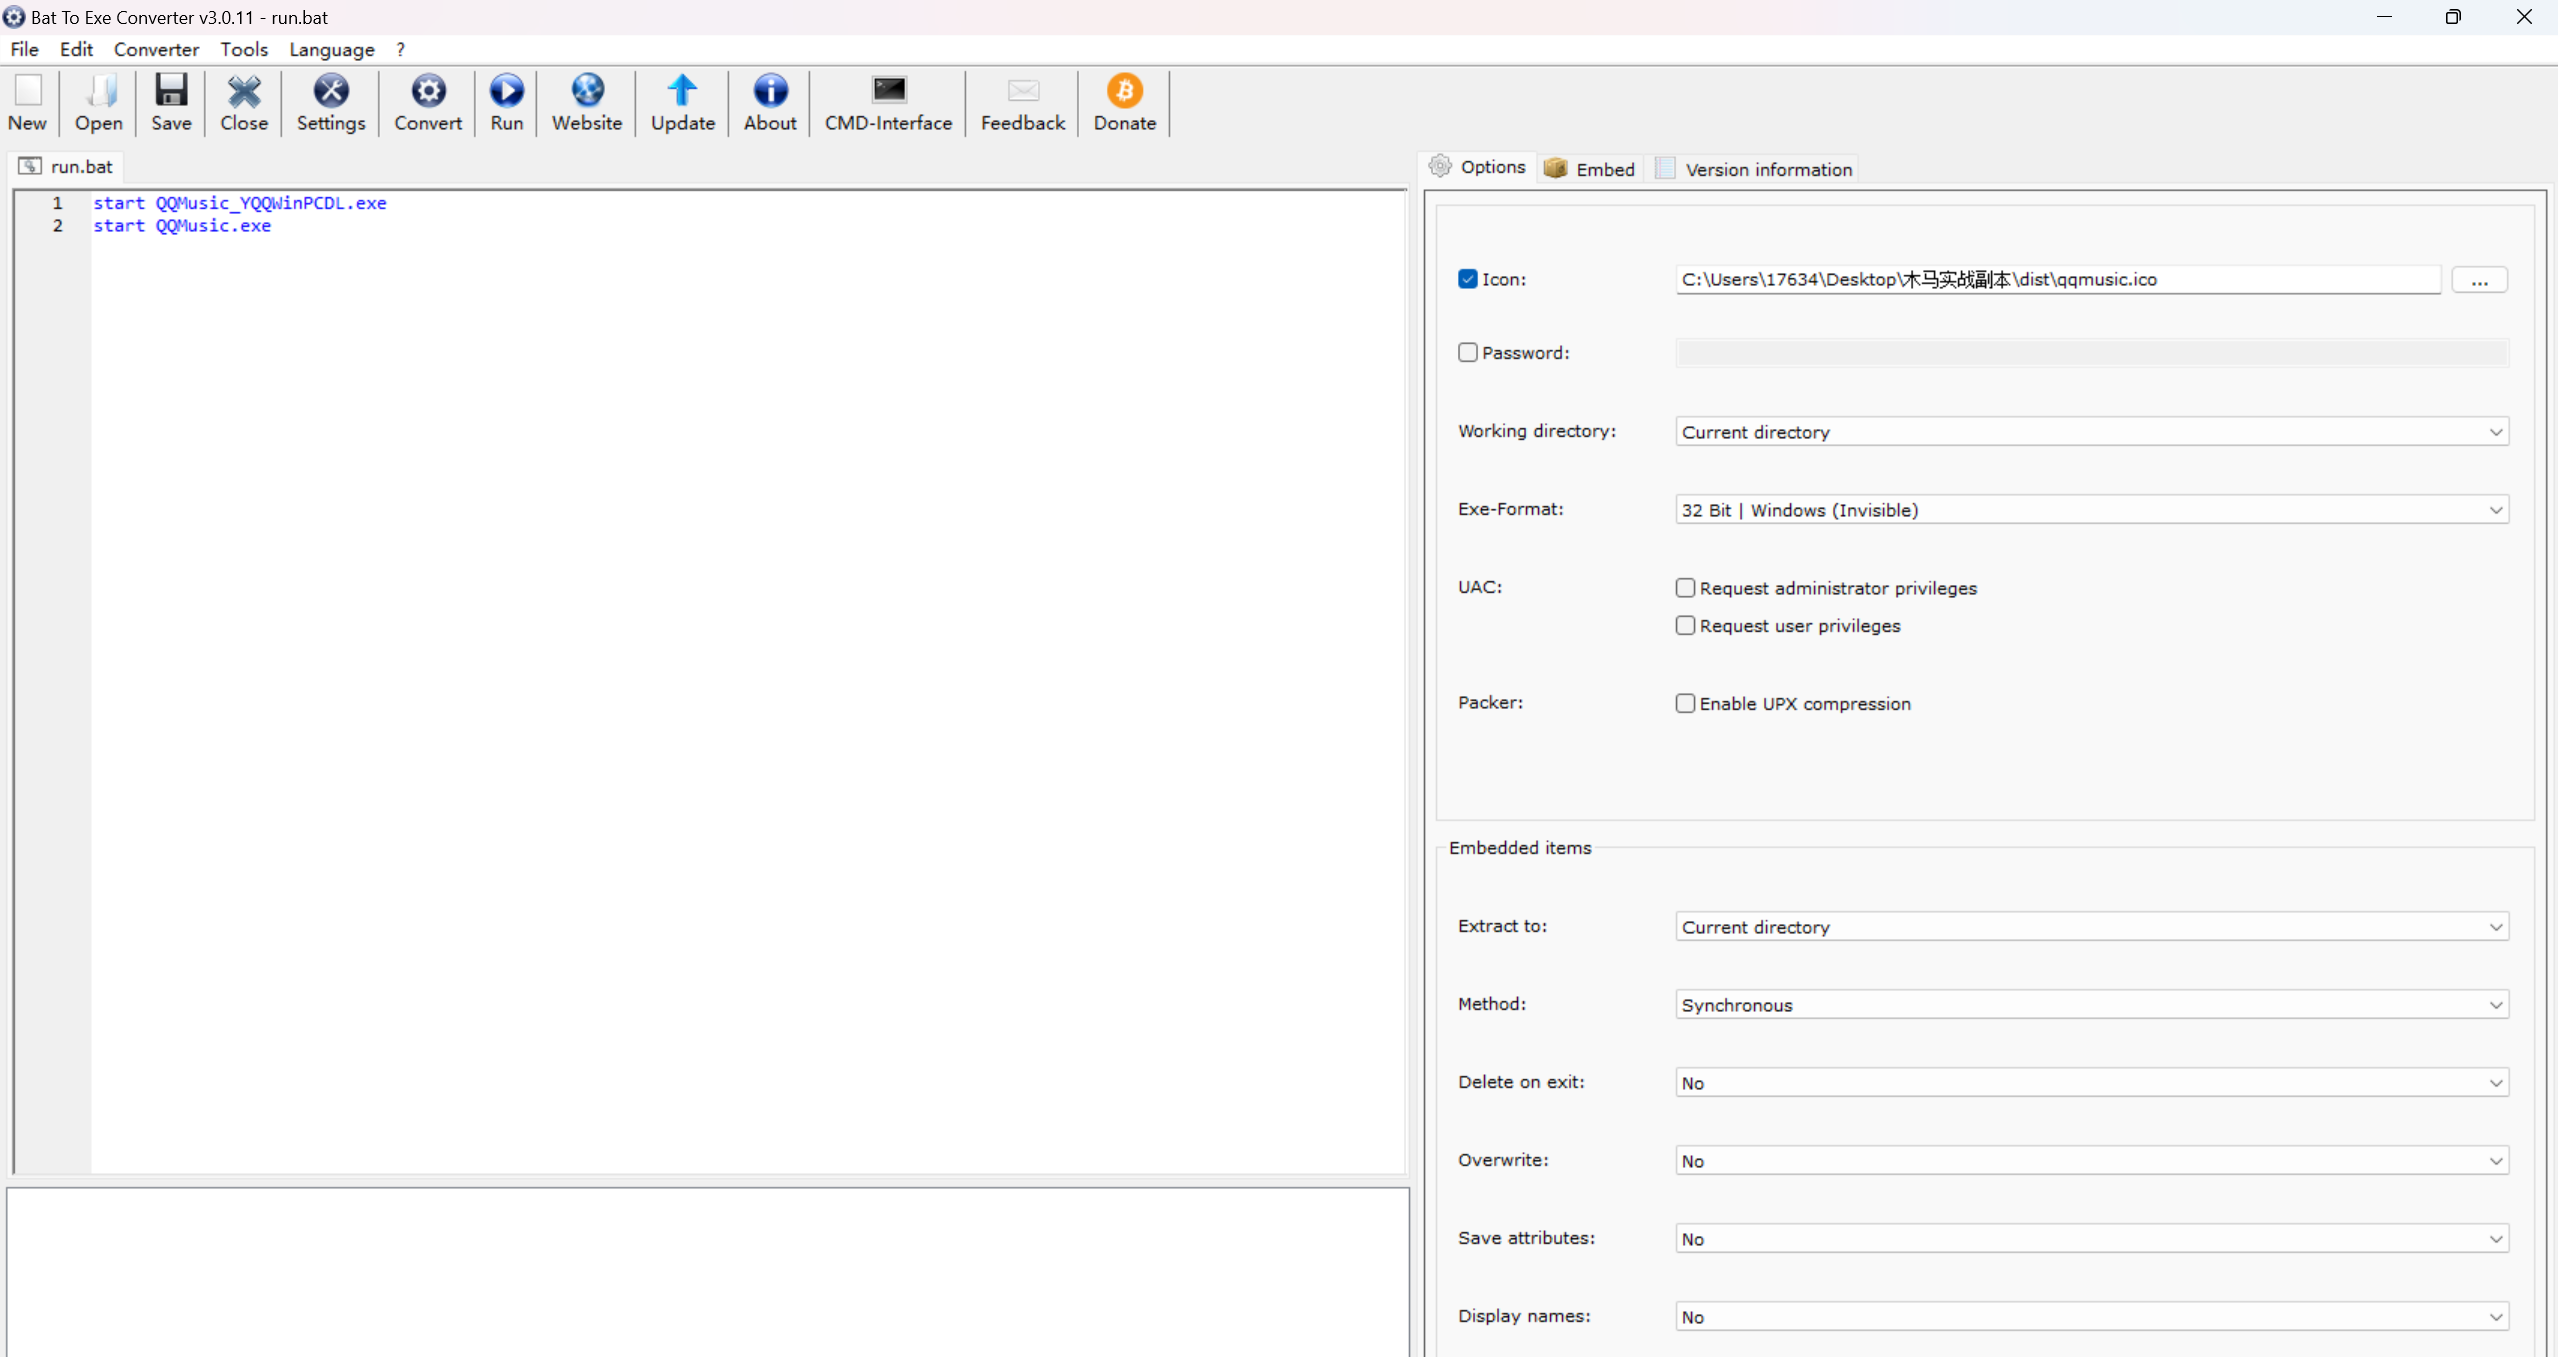 Bat To Exe Converter v3.0.11 - run.bat
File Edit Converter Tools Language ?
New Open Save Close Settings Convert Run Website Update About CMD-Interface Feedback Donate
run.bat
1 start QQMusic_YQQWinPCDL.exe
2 start QQMusic.exe
Options Embed Version information
Icon: C:\Users\17634\Desktop\木马实战副本\dist\qqmusic.ico ...
Password:
Working directory: Current directory
Exe-Format: 32 Bit | Windows (Invisible)
UAC: Request administrator privileges
Request user privileges
Packer: Enable UPX compression
Embedded items
Extract to: Current directory
Method: Synchronous
Delete on exit: No
Overwrite: No
Save attributes: No
Display names: No